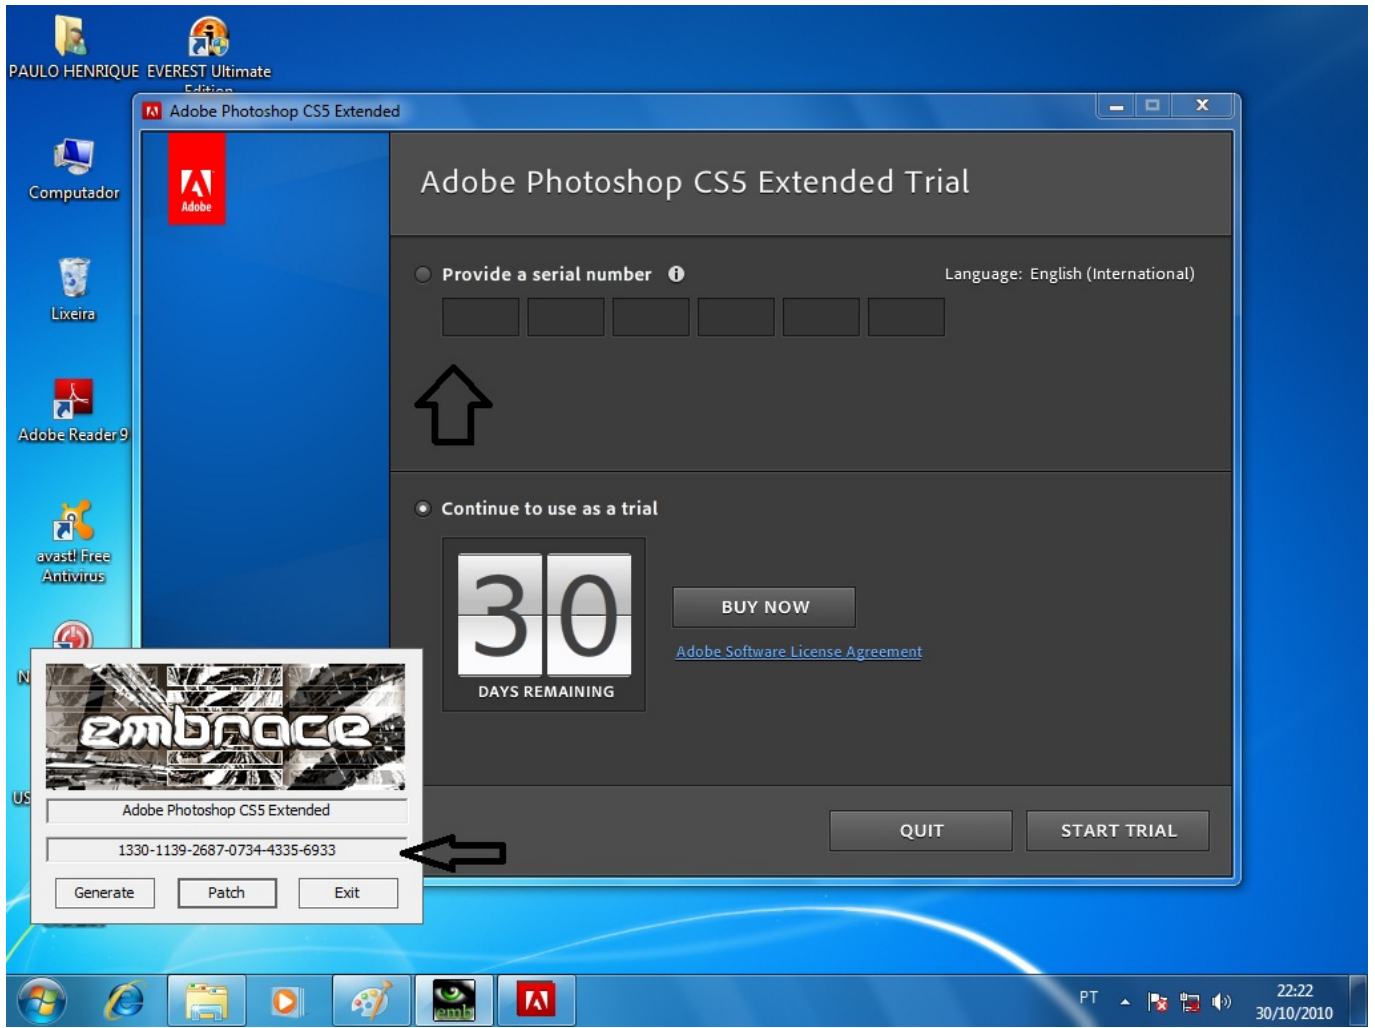 PAULO HENRIQUE
EVEREST Ultimate
Edition
Adobe Photoshop CS5 Extended
Computador
Adobe
Adobe Photoshop CS5 Extended Trial
Provide a serial number
Language: English (International)
Lixeira
Adobe Reader 9
Continue to use as a trial
avast! Free
Antivirus
30
BUY NOW
Adobe Software License Agreement
DAYS REMAINING
N
embrace
US
Adobe Photoshop CS5 Extended
1330-1139-2687-0734-4335-6933
Generate
Patch
Exit
QUIT
START TRIAL
emb
PT
22:22
30/10/2010